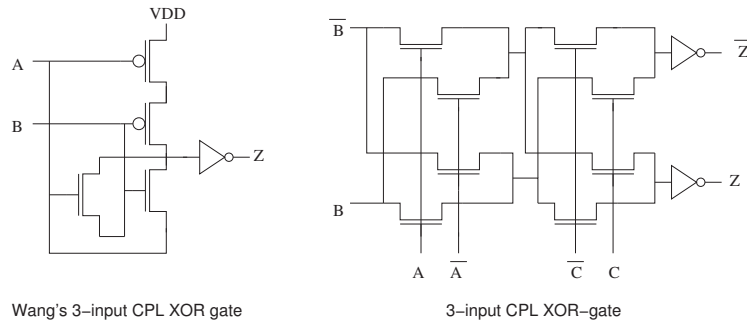 VDD
A
B
Z
Wang's 3−input CPL XOR gate
B̅
B
A
A̅
C̅
C
Z̅
Z
3−input CPL XOR−gate